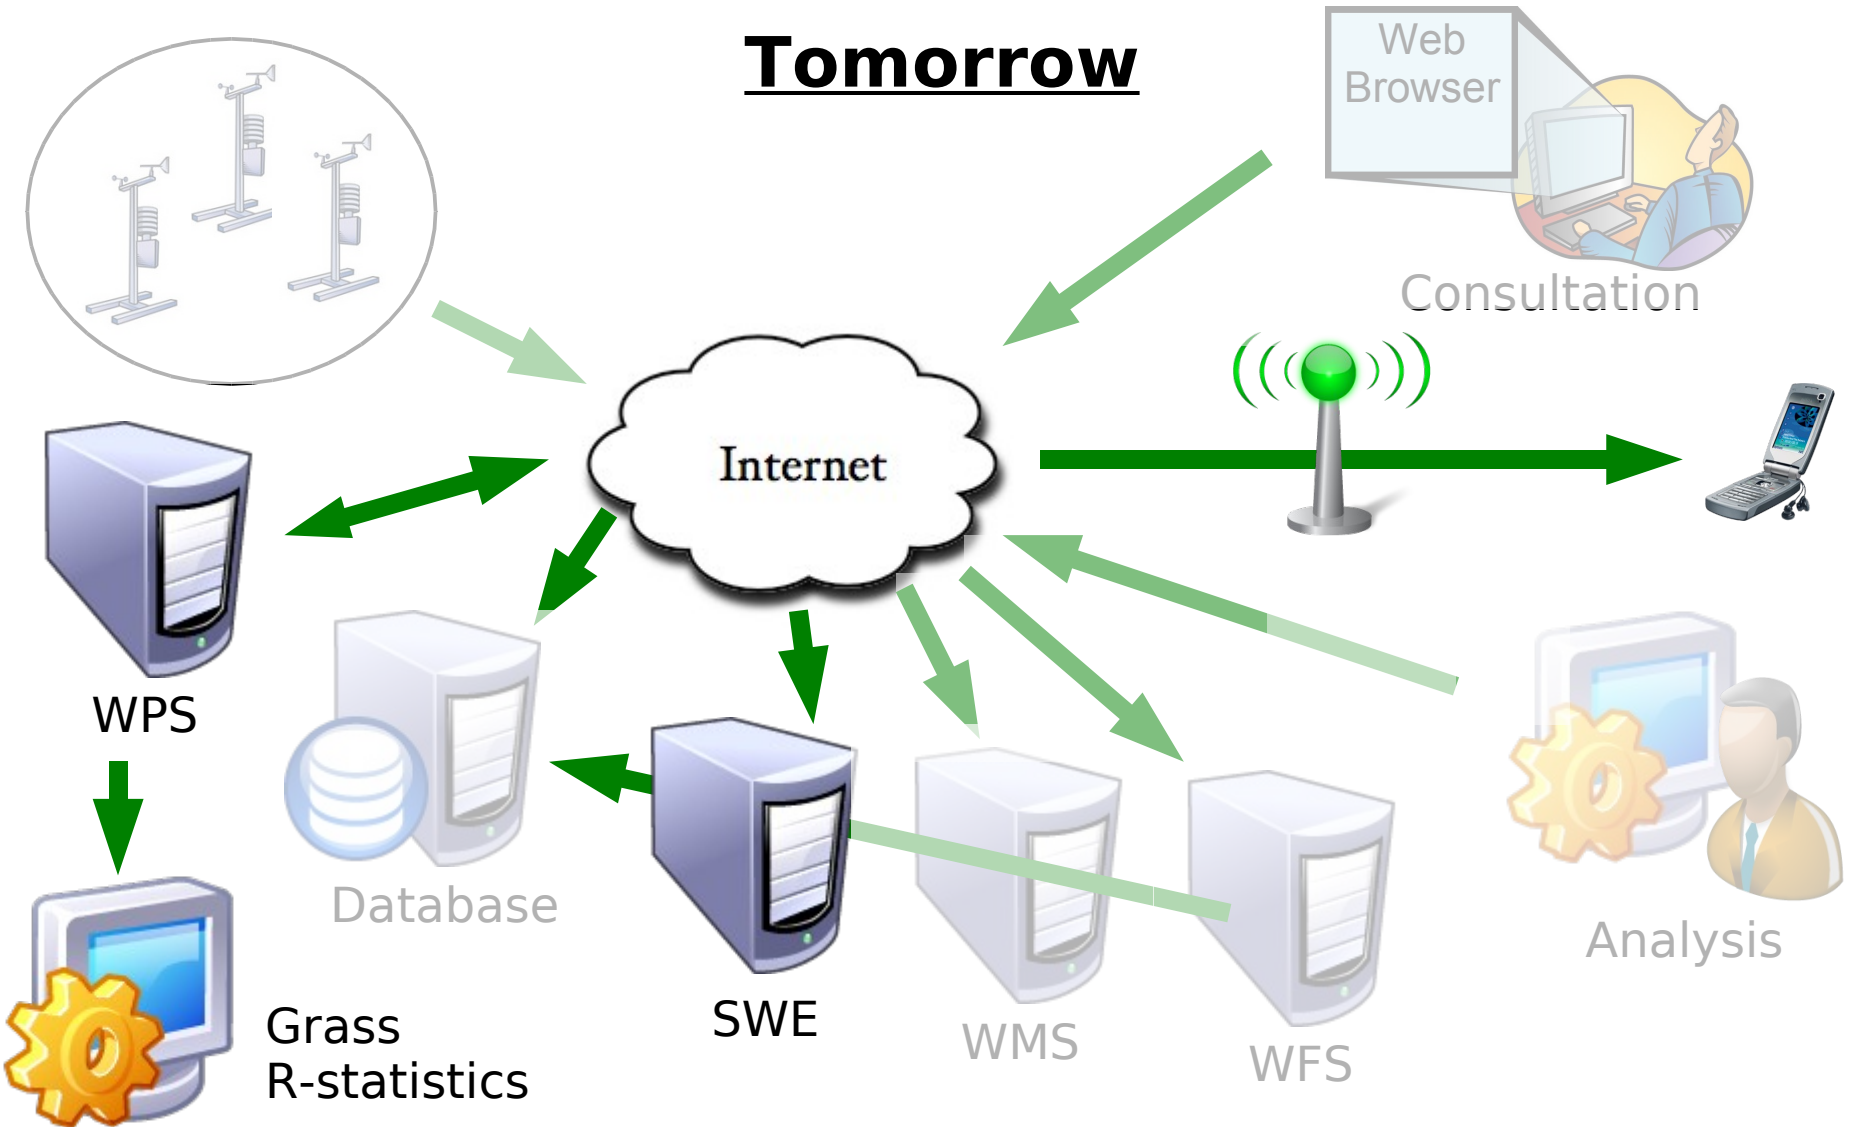 Tomorrow
Web
Browser
Consultation
Internet
WPS
Database
Analysis
SWE
WMS
WFS
Grass
R-statistics